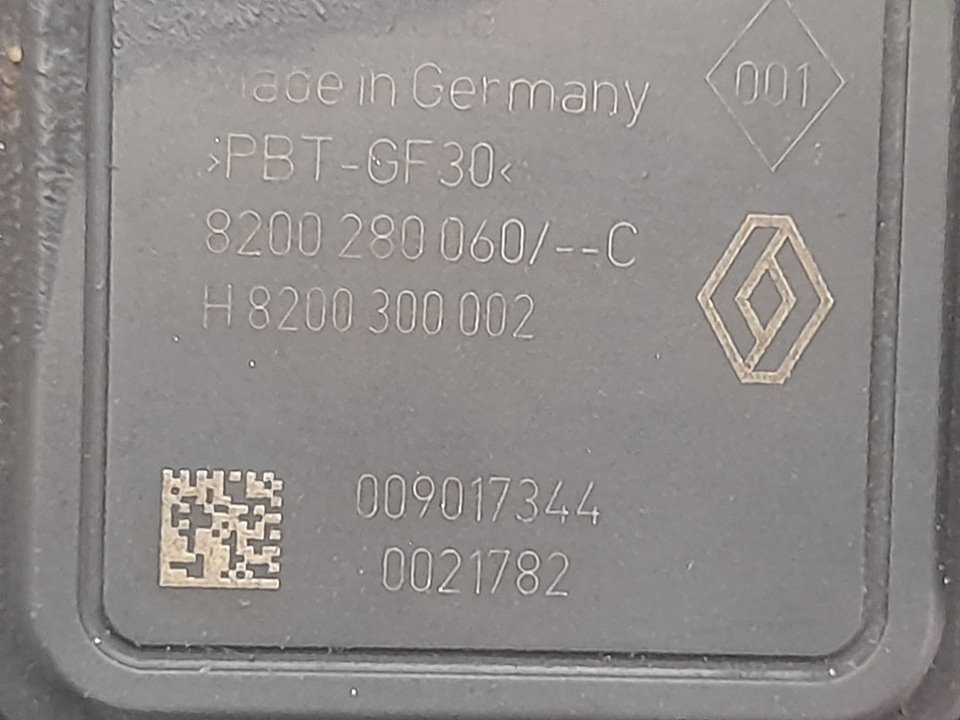 Made in Germany
001
>PBT-GF30<
8200 280 060/--C
H 8200 300 002
009017344
0021782